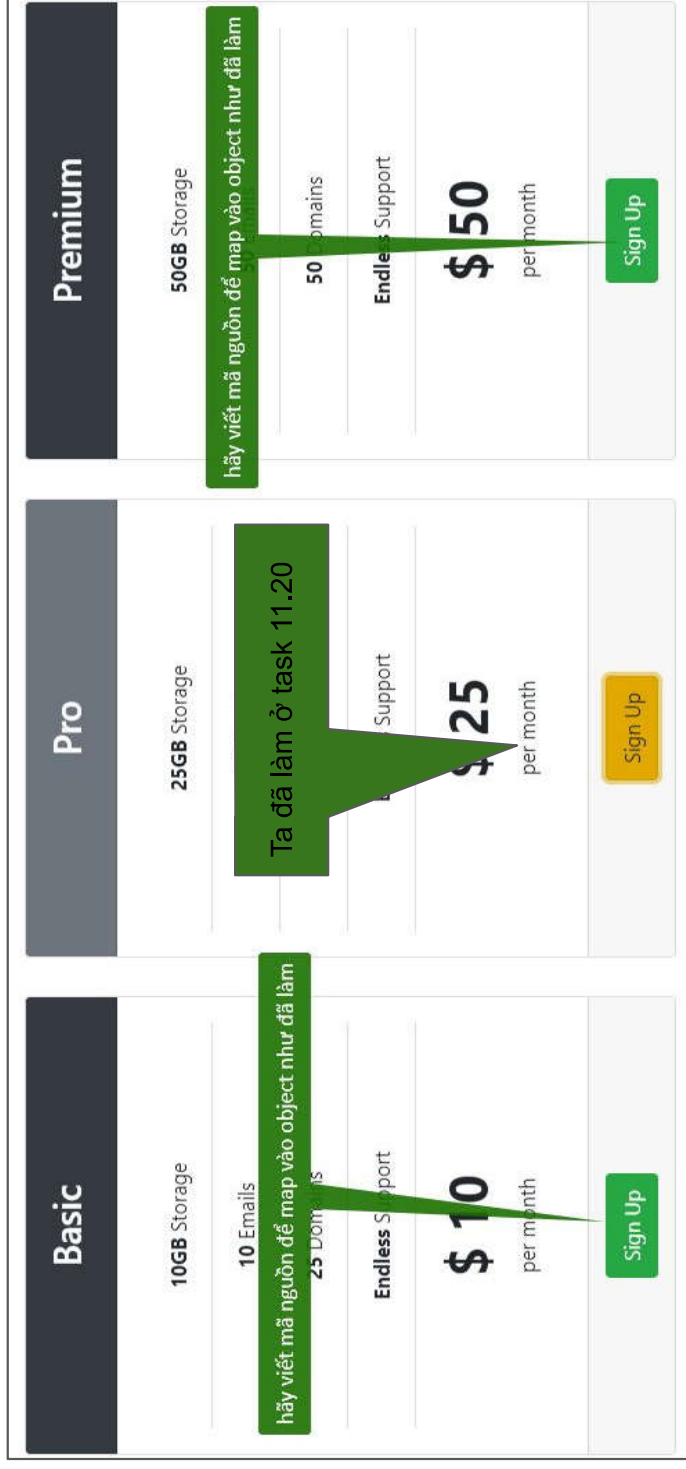 Basic
10GB Storage
10 Emails
hãy viết mã nguồn để map vào object như đã làm
25 Domains
Endless Support
$ 10
per month
Sign Up
Pro
25GB Storage
Ta đã làm ở task 11.20
Support
25
per month
Sign Up
Premium
50GB Storage
hãy viết mã nguồn để map vào object như đã làm
50 Domains
Endless Support
$ 50
per month
Sign Up